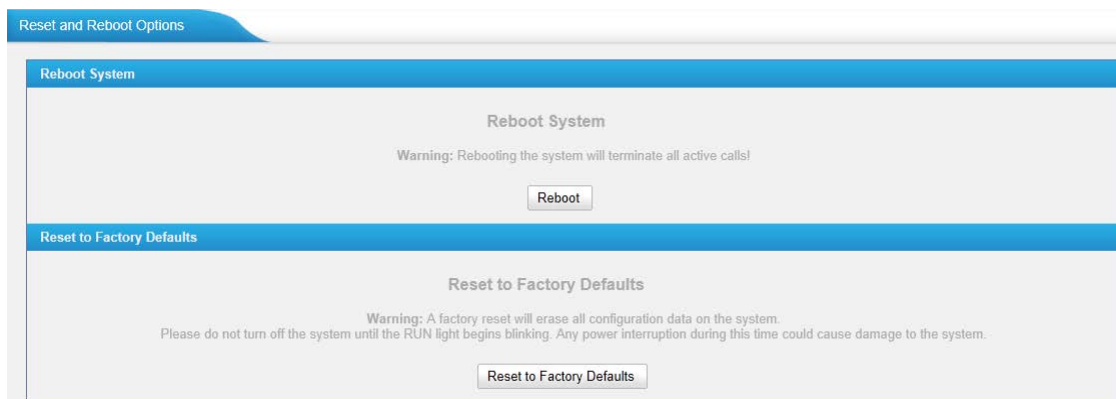 Reset and Reboot Options
Reboot System
Reboot System
Warning: Rebooting the system will terminate all active calls!
Reboot
Reset to Factory Defaults
Reset to Factory Defaults
Warning: A factory reset will erase all configuration data on the system.
Please do not turn off the system until the RUN light begins blinking. Any power interruption during this time could cause damage to the system.
Reset to Factory Defaults